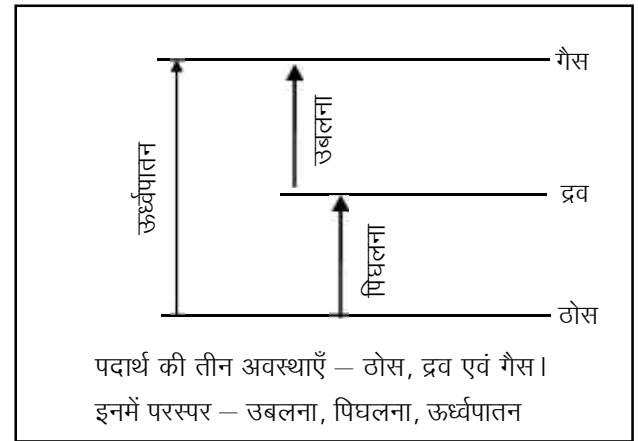 गैस
उबलना
ऊर्ध्वपातन
द्रव
पिघलना
ठोस
पदार्थ की तीन अवस्थाएँ – ठोस, द्रव एवं गैस।
इनमें परस्पर – उबलना, पिघलना, ऊर्ध्वपातन